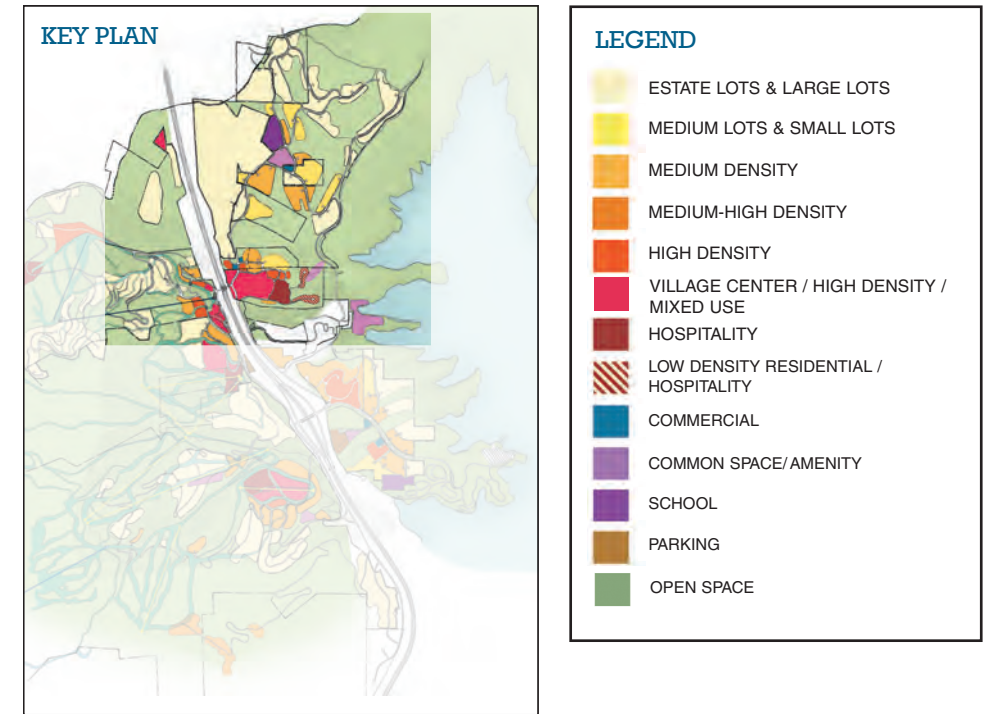 KEY PLAN
LEGEND
ESTATE LOTS & LARGE LOTS
MEDIUM LOTS & SMALL LOTS
MEDIUM DENSITY
MEDIUM-HIGH DENSITY
HIGH DENSITY
VILLAGE CENTER / HIGH DENSITY /
MIXED USE
HOSPITALITY
LOW DENSITY RESIDENTIAL /
HOSPITALITY
COMMERCIAL
COMMON SPACE/ AMENITY
SCHOOL
PARKING
OPEN SPACE